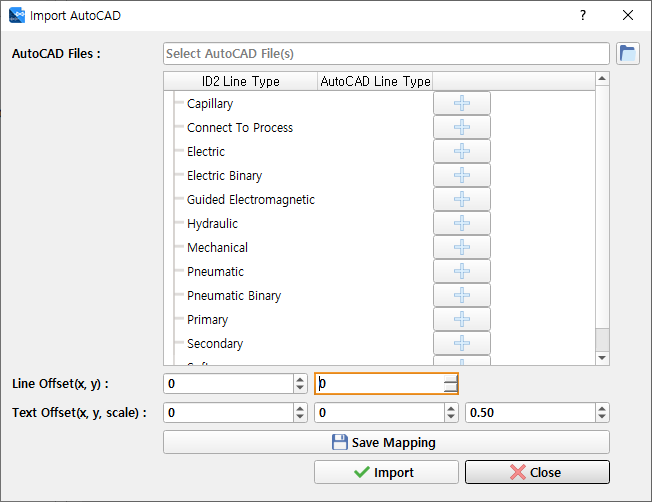 Import AutoCAD
?
AutoCAD Files :
Select AutoCAD File(s)
ID2 Line Type AutoCAD Line Type
Capillary
Connect To Process
Electric
Electric Binary
Guided Electromagnetic
Hydraulic
Mechanical
Pneumatic
Pneumatic Binary
Primary
Secondary
Line Offset(x, y) : 0 0
Text Offset(x, y, scale) : 0 0 0.50
Save Mapping
Import Close